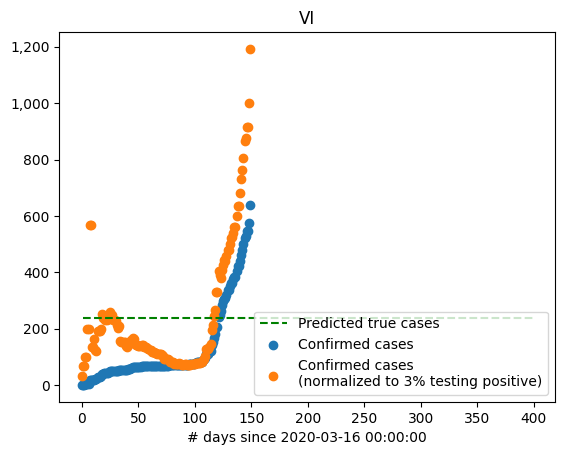 VI
1,200
1,000
800
600
400
200
0
Predicted true cases
Confirmed cases
Confirmed cases
(normalized to 3% testing positive)
0 50 100 150 200 250 300 350 400
# days since 2020-03-16 00:00:00